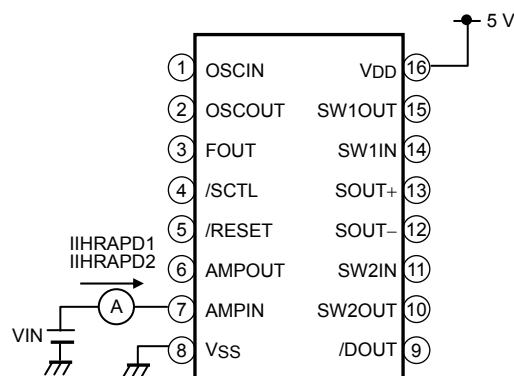 5 V
1 OSCIN VDD 16
2 OSCOUT SW1OUT 15
3 FOUT SW1IN 14
4 /SCTL SOUT+ 13
5 /RESET SOUT− 12
IIHRAPD1
IIHRAPD2
6 AMPOUT SW2IN 11
A 7 AMPIN SW2OUT 10
VIN
8 VSS /DOUT 9